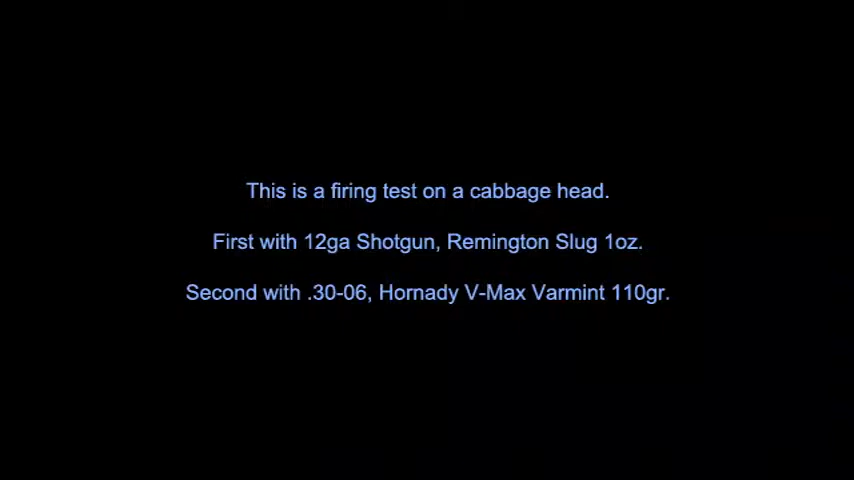 This is a firing test on a cabbage head.
First with 12ga Shotgun, Remington Slug 1oz.
Second with .30-06, Hornady V-Max Varmint 110gr.